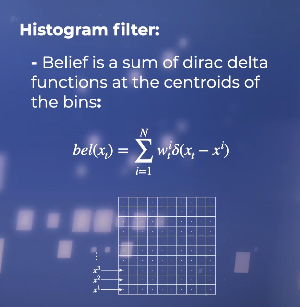 Histogram filter:
- Belief is a sum of dirac delta
functions at the centroids of
the bins:
bel(x_t) = \sum_{i=1}^{N} w_t^i δ(x_t − x^i)
⋮
x^3
x^2
x^1